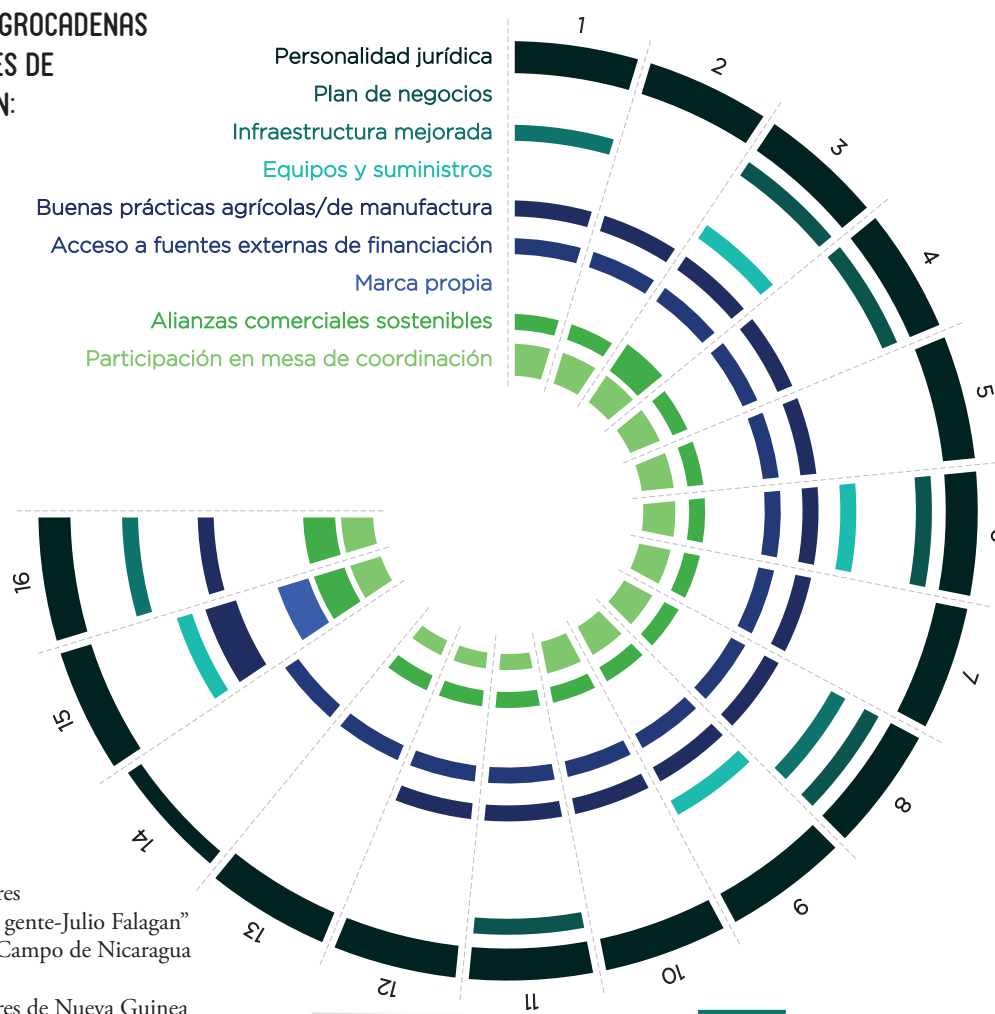 GROCADENAS
ES DE
N:
Personalidad jurídica
Plan de negocios
Infraestructura mejorada
Equipos y suministros
Buenas prácticas agrícolas/de manufactura
Acceso a fuentes externas de financiación
Marca propia
Alianzas comerciales sostenibles
Participación en mesa de coordinación
1
2
3
4
5
6
7
8
9
10
11
12
13
14
15
16
res
gente-Julio Falagan”
Campo de Nicaragua
res de Nueva Guinea